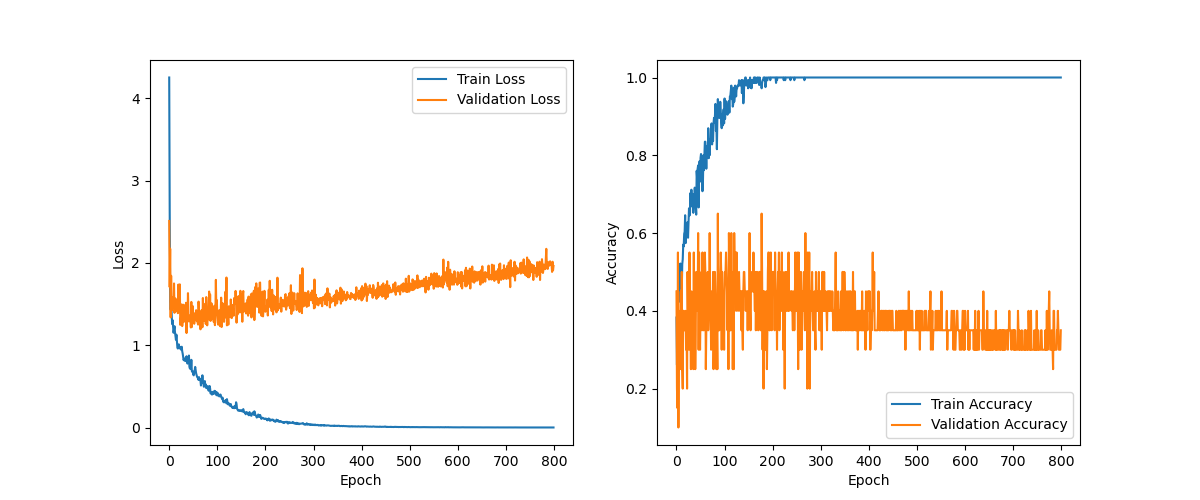 Train Loss
Validation Loss
4
3
2
1
0
Loss
0 100 200 300 400 500 600 700 800
Epoch
1.0
0.8
0.6
0.4
0.2
Accuracy
Train Accuracy
Validation Accuracy
0 100 200 300 400 500 600 700 800
Epoch